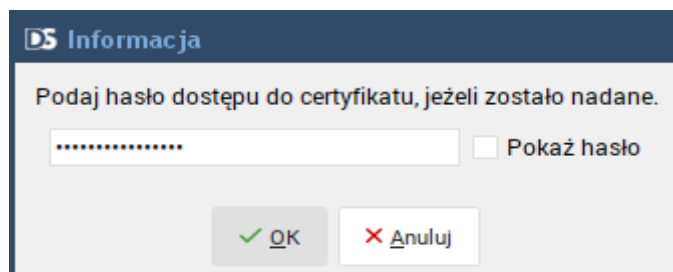 DS Informacja
Podaj hasło dostępu do certyfikatu, jeżeli zostało nadane.
•••••••••••••••• Pokaż hasło
OK Anuluj